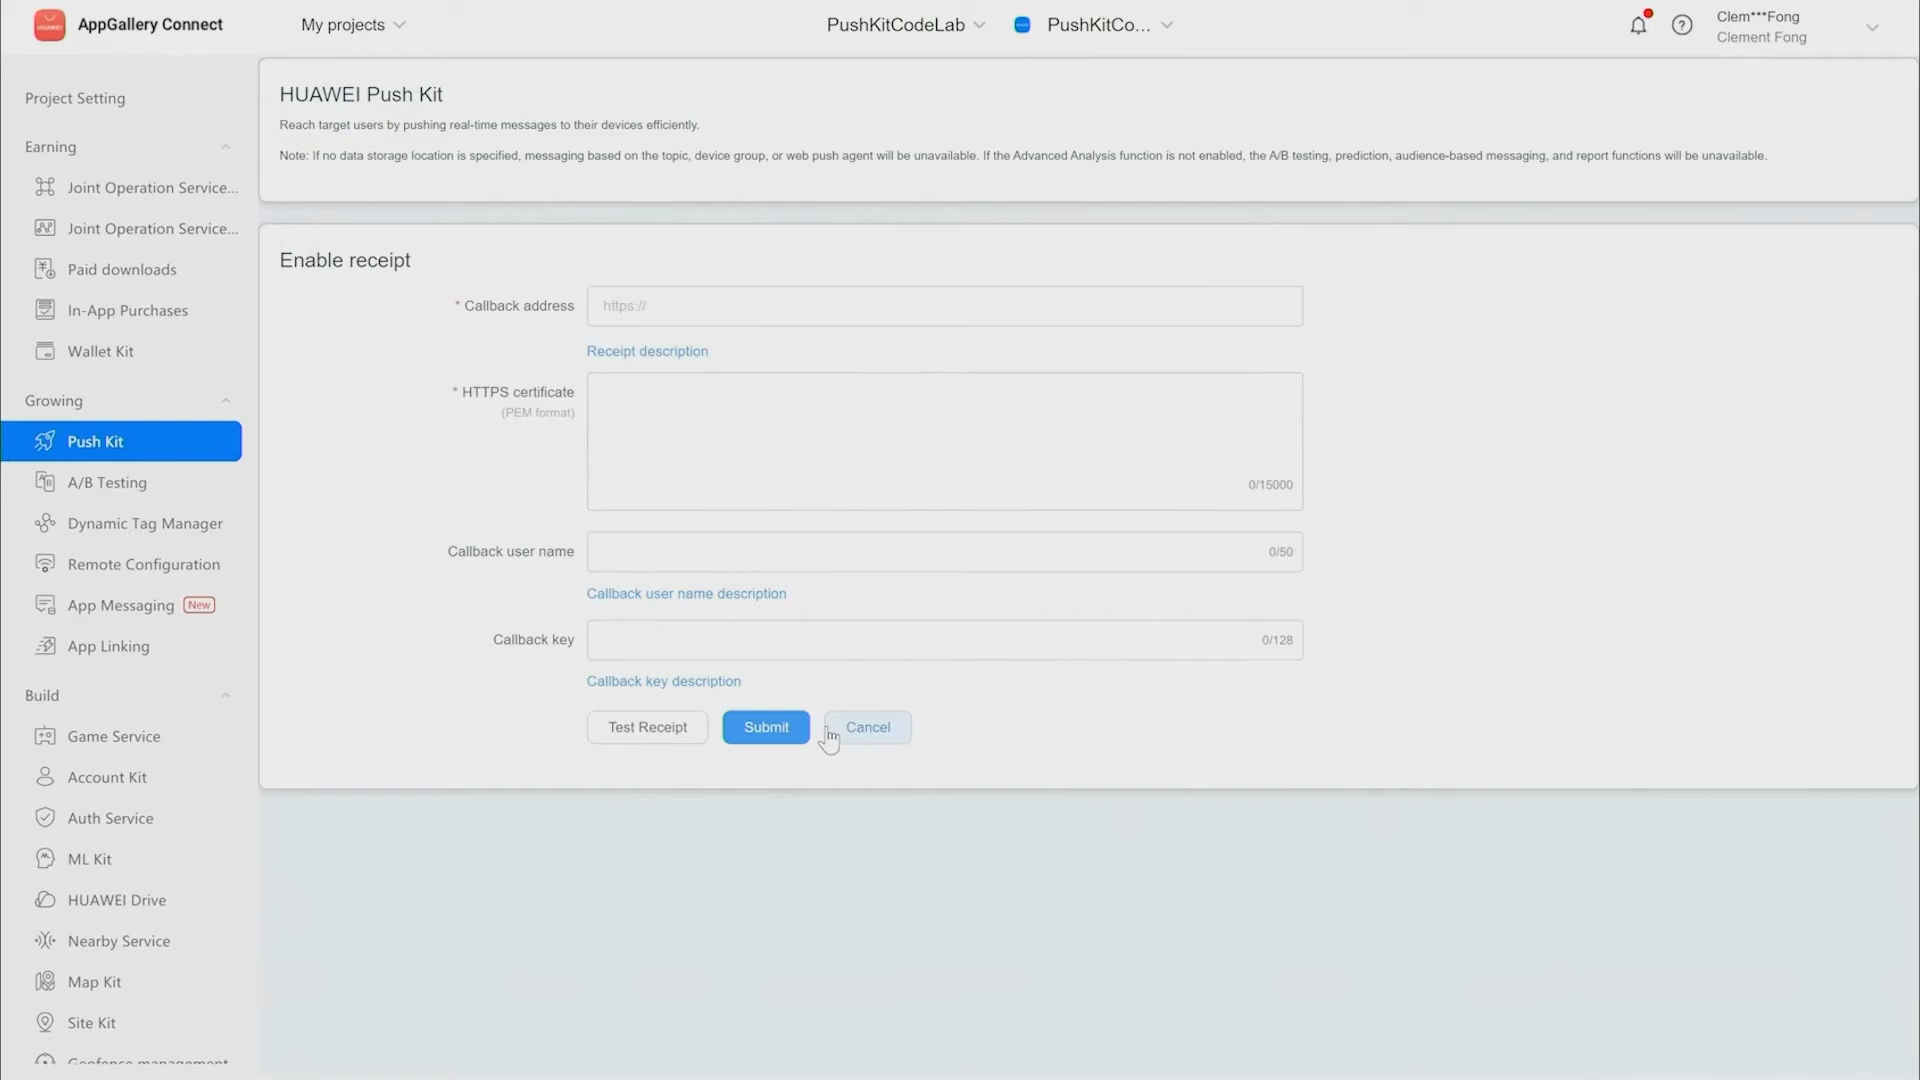 HUAWEI
AppGallery Connect
My projects
PushKitCodeLab
PushKitCo...
Clem***Fong
Clement Fong
Project Setting
Earning
Joint Operation Service...
Joint Operation Service...
Paid downloads
In-App Purchases
Wallet Kit
Growing
Push Kit
A/B Testing
Dynamic Tag Manager
Remote Configuration
App Messaging New
App Linking
Build
Game Service
Account Kit
Auth Service
ML Kit
HUAWEI Drive
Nearby Service
Map Kit
Site Kit
Geofence management
HUAWEI Push Kit
Reach target users by pushing real-time messages to their devices efficiently.
Note: If no data storage location is specified, messaging based on the topic, device group, or web push agent will be unavailable. If the Advanced Analysis function is not enabled, the A/B testing, prediction, audience-based messaging, and report functions will be unavailable.
Enable receipt
* Callback address
https://
Receipt description
* HTTPS certificate
(PEM format)
0/15000
Callback user name
0/50
Callback user name description
Callback key
0/128
Callback key description
Test Receipt
Submit
Cancel